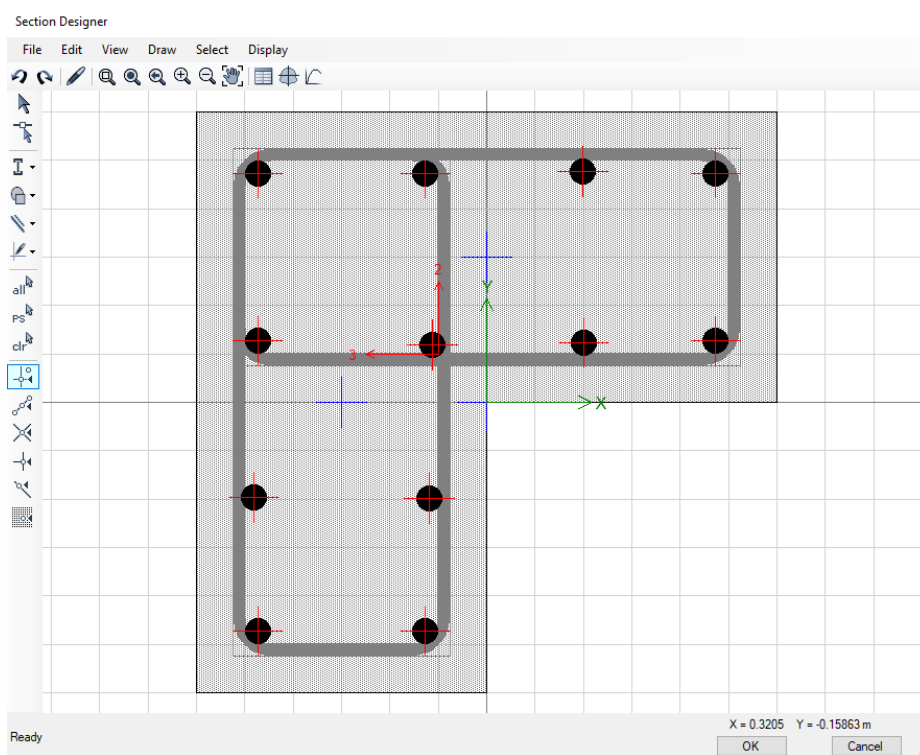 Section Designer
File Edit View Draw Select Display
all
PS
clr
2
3
Y
X
X = 0.3205 Y = -0.15863 m
Ready
OK Cancel